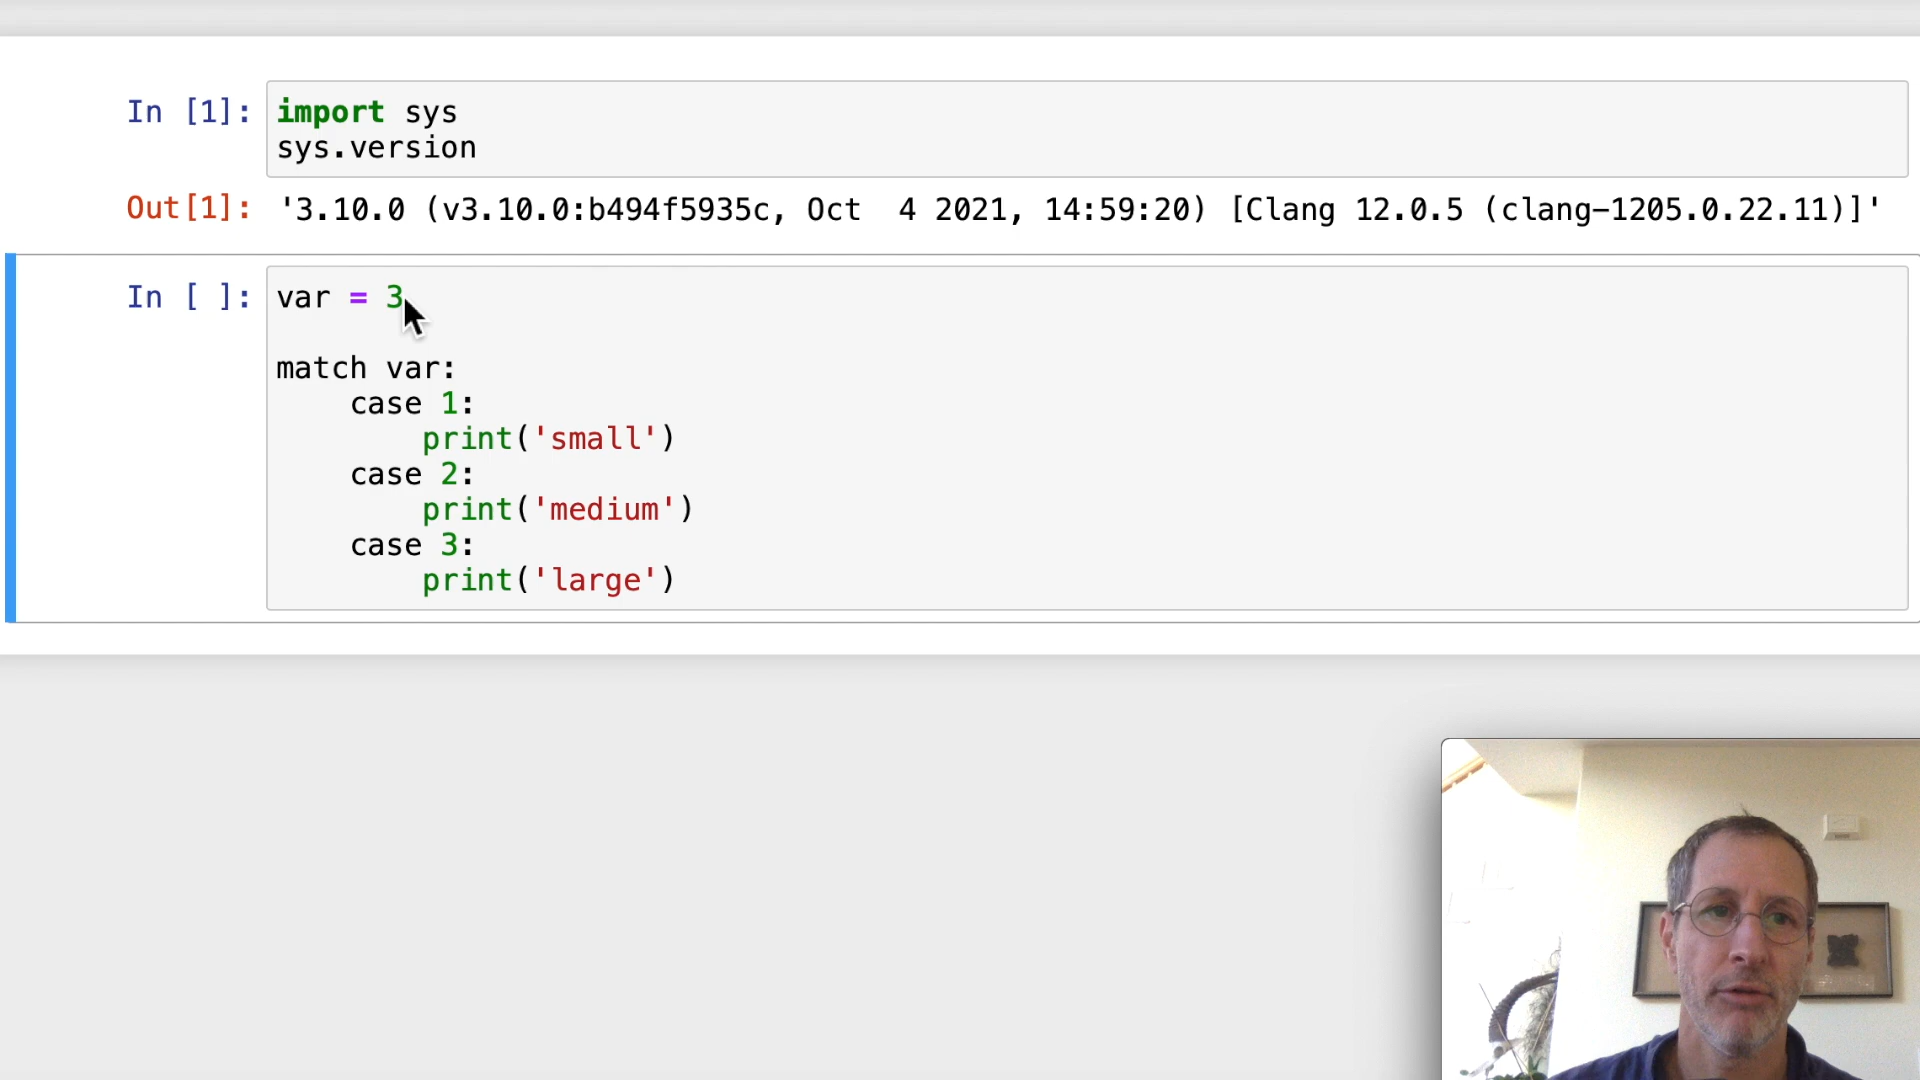 In [1]: import sys
sys.version
Out[1]: '3.10.0 (v3.10.0:b494f5935c, Oct  4 2021, 14:59:20) [Clang 12.0.5 (clang-1205.0.22.11)]'
In [ ]: var = 3
match var:
    case 1:
        print('small')
    case 2:
        print('medium')
    case 3:
        print('large')